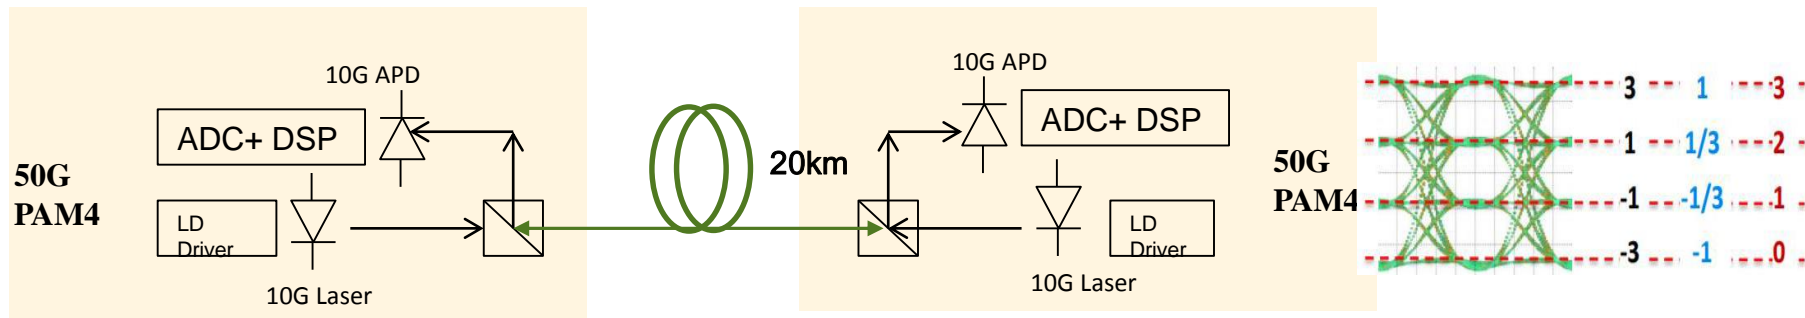 10G APD
ADC+ DSP
50G
PAM4
LD
Driver
10G Laser
20km
10G APD
ADC+ DSP
LD
Driver
10G Laser
50G
PAM4
3 1 3
1 1/3 2
-1 -1/3 1
-3 -1 0